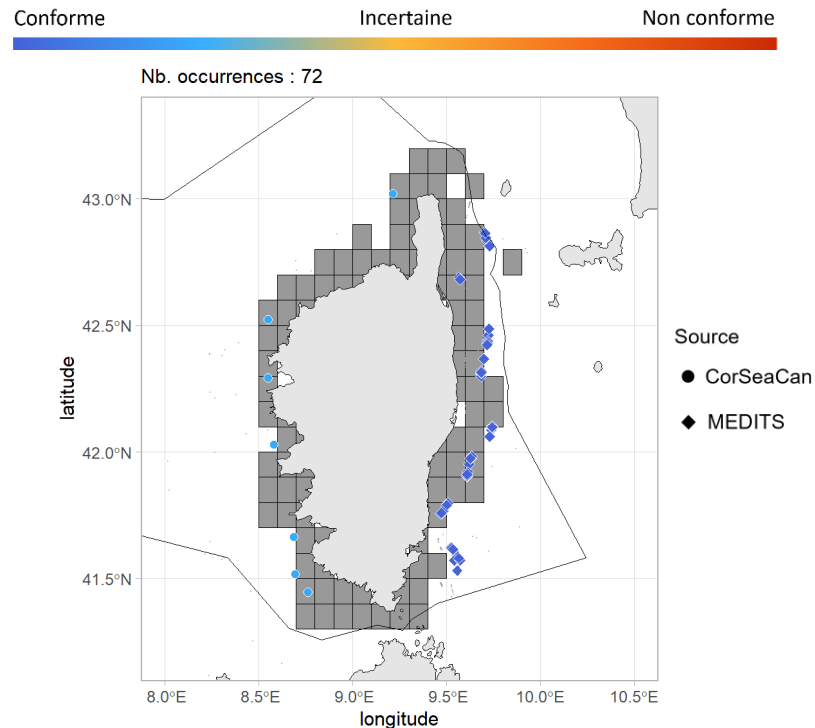 Conforme Incertaine Non conforme
Nb. occurrences : 72
43.0°N
42.5°N
42.0°N
41.5°N
latitude
8.0°E 8.5°E 9.0°E 9.5°E 10.0°E 10.5°E
longitude
Source
CorSeaCan
MEDITS